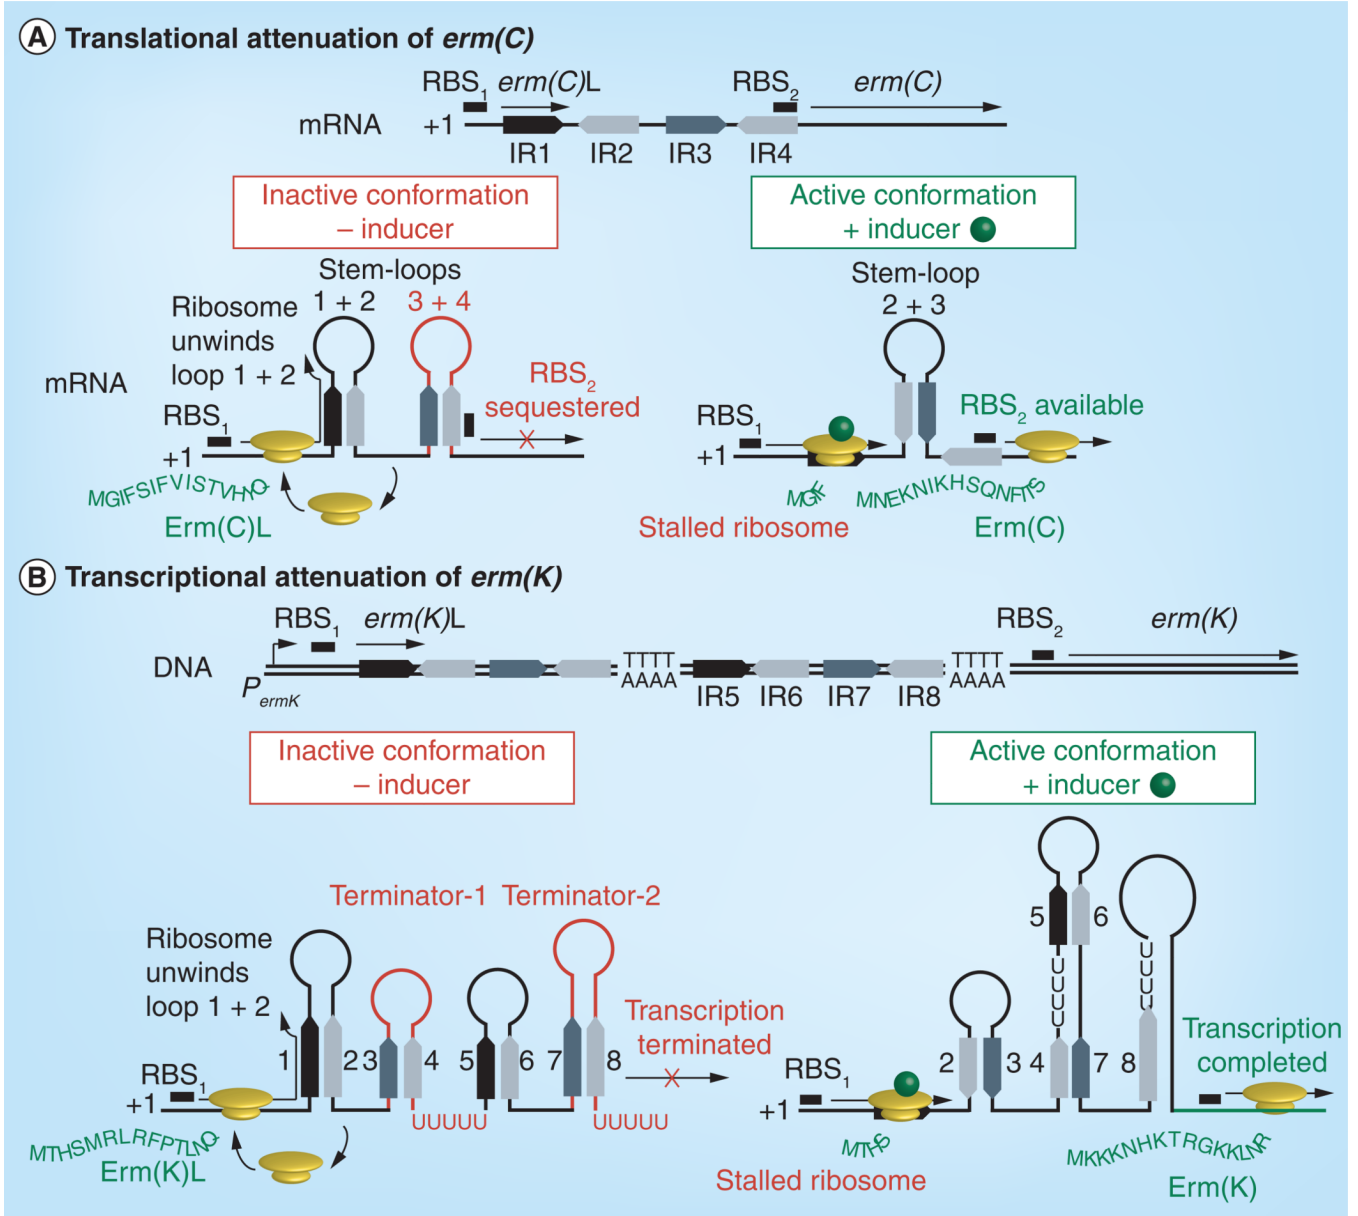 A Translational attenuation of erm(C)
RBS1 erm(C)L RBS2 erm(C)
mRNA +1
IR1 IR2 IR3 IR4
Inactive conformation
– inducer
Active conformation
+ inducer
Stem-loops
1 + 2 3 + 4
Ribosome
unwinds
loop 1 + 2
mRNA
RBS1
+1
RBS2
sequestered
MGIFSIFVISTVHNQ
Erm(C)L
Stem-loop
2 + 3
RBS1
+1
RBS2 available
MGIF
MNEKNIKHSQNFITS
Stalled ribosome
Erm(C)
B Transcriptional attenuation of erm(K)
RBS1 erm(K)L RBS2 erm(K)
DNA
TTTT TTTT
AAAA AAAA
PermK
IR5 IR6 IR7 IR8
Inactive conformation
– inducer
Active conformation
+ inducer
Terminator-1 Terminator-2
Ribosome
unwinds
loop 1 + 2
1 2 3 4 5 6 7 8
Transcription
terminated
RBS1
+1
UUUUU UUUUU
MTHSMRLRFPTLNQ
Erm(K)L
5 6
UUUU UUUU
2 3 4 7 8
Transcription
completed
RBS1
+1
MTHS
MKKKNHKTRGKKLNR
Stalled ribosome
Erm(K)